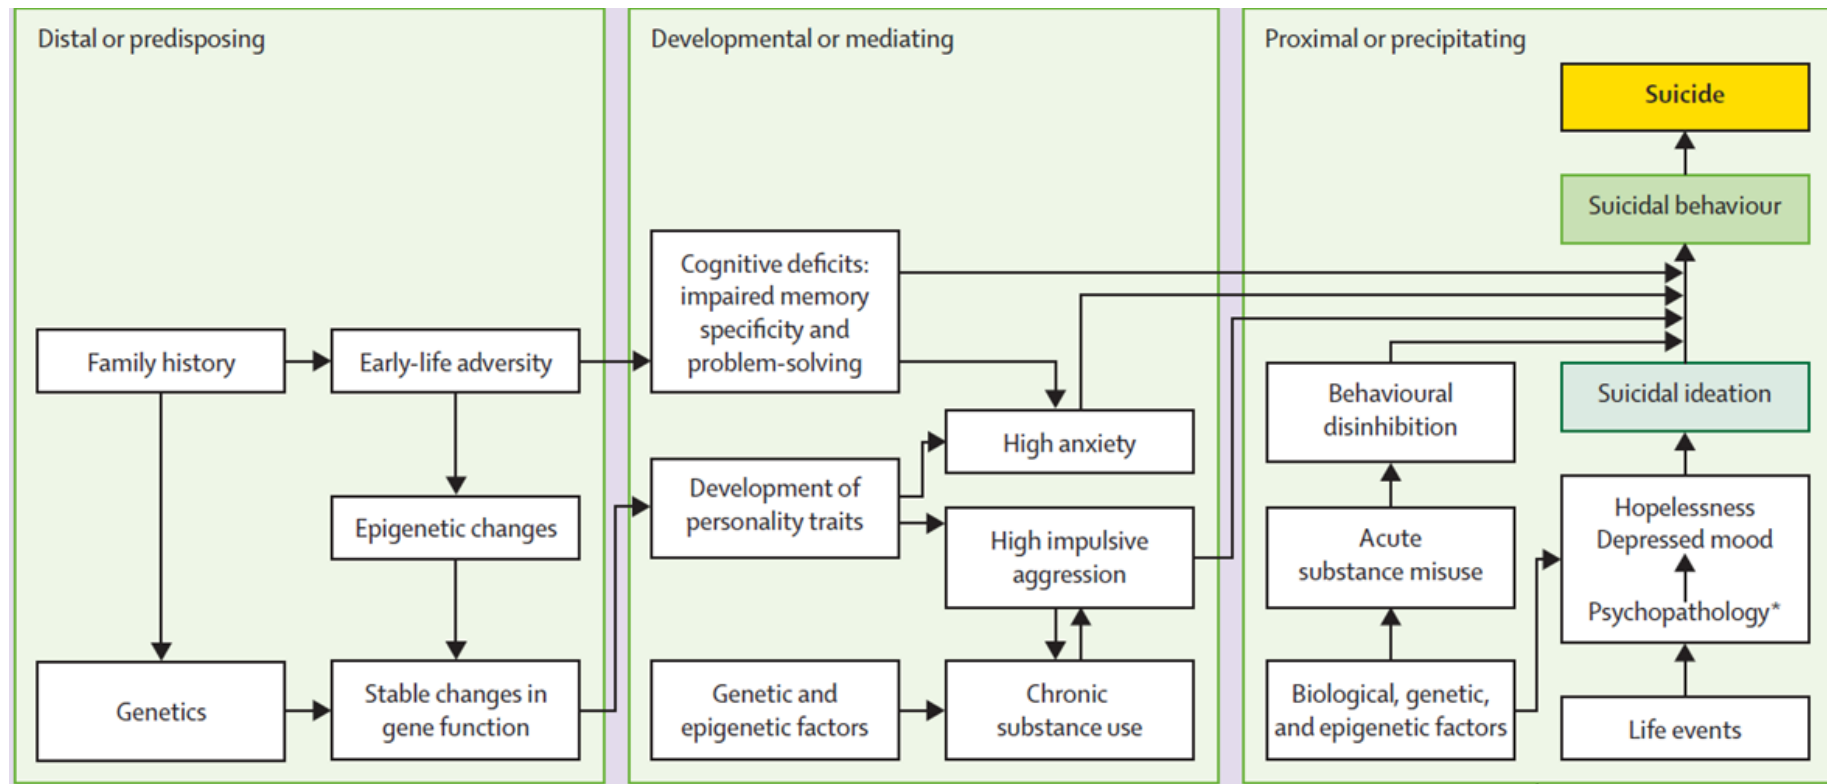 Distal or predisposing
Family history
Early-life adversity
Epigenetic changes
Genetics
Stable changes in
gene function
Developmental or mediating
Cognitive deficits:
impaired memory
specificity and
problem-solving
High anxiety
Development of
personality traits
High impulsive
aggression
Genetic and
epigenetic factors
Chronic
substance use
Proximal or precipitating
Suicide
Suicidal behaviour
Suicidal ideation
Behavioural
disinhibition
Hopelessness
Depressed mood
Psychopathology*
Acute
substance misuse
Biological, genetic,
and epigenetic factors
Life events